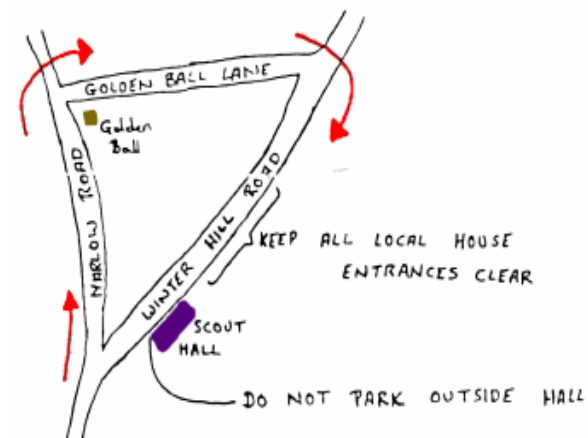 GOLDEN BALL LANE
Golden
Ball
MARLOW ROAD
WINTER HILL ROAD
KEEP ALL LOCAL HOUSE
ENTRANCES CLEAR
SCOUT
HALL
DO NOT PARK OUTSIDE HALL